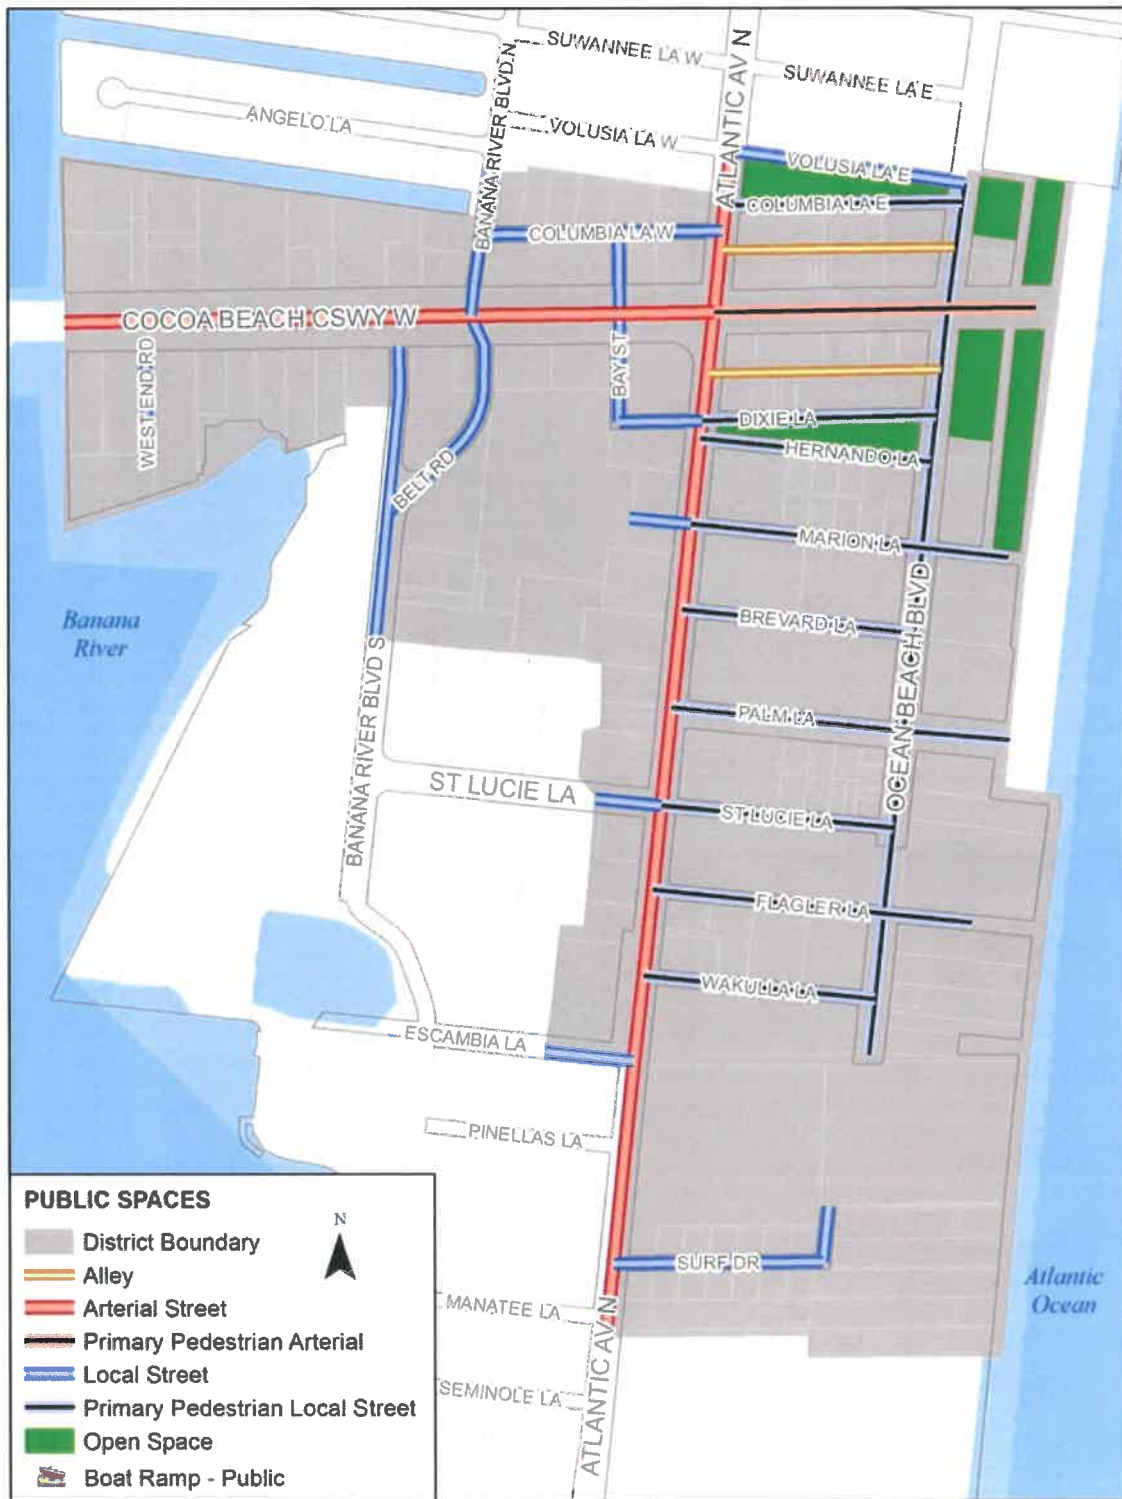 SUWANNEE LA W
SUWANNEE LA E
BANANA RIVER BLVD N
ATLANTIC AV N
ANGELO LA
VOLUSIA LA W
VOLUSIA LA E
COLUMBIA LA E
COLUMBIA LA W
COCOA BEACH CSWY W
WEST END RD
BAY ST
DIXIE LA
HERNANDO LA
BELT RD
MARION LA
OCEAN BEACH BLVD
Banana
River
BREVARD LA
BANANA RIVER BLVD S
PALM LA
ST LUCIE LA
ST LUCIE LA
FLAGLER LA
WAKULLA LA
ESCAMBIA LA
PINELLAS LA
SURF DR
Atlantic
Ocean
MANATEE LA
ATLANTIC AV N
SEMINOLE LA
PUBLIC SPACES
N
District Boundary
Alley
Arterial Street
Primary Pedestrian Arterial
Local Street
Primary Pedestrian Local Street
Open Space
Boat Ramp - Public